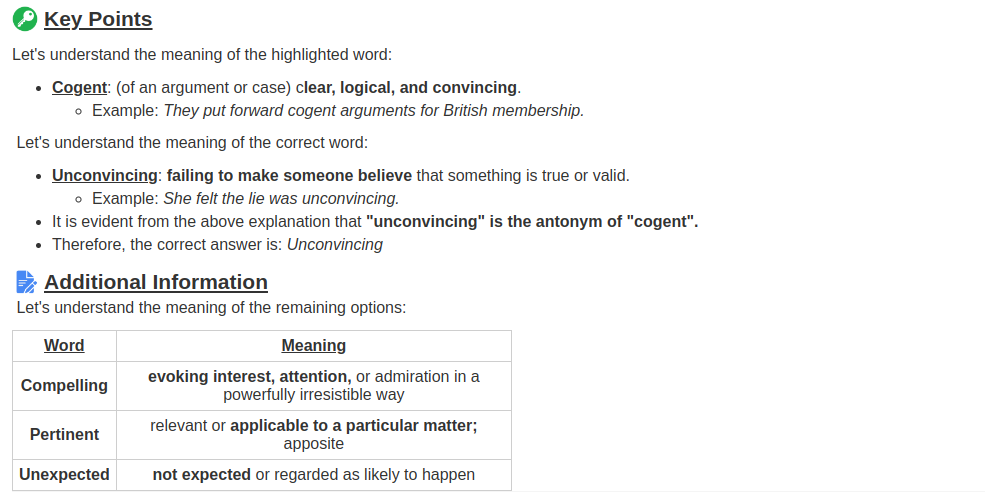 Key Points
Let's understand the meaning of the highlighted word:
Cogent: (of an argument or case) clear, logical, and convincing.
Example: They put forward cogent arguments for British membership.
Let's understand the meaning of the correct word:
Unconvincing: failing to make someone believe that something is true or valid.
Example: She felt the lie was unconvincing.
It is evident from the above explanation that "unconvincing" is the antonym of "cogent".
Therefore, the correct answer is: Unconvincing
Additional Information
Let's understand the meaning of the remaining options:
Word Meaning
Compelling evoking interest, attention, or admiration in a
powerfully irresistible way
Pertinent relevant or applicable to a particular matter;
apposite
Unexpected not expected or regarded as likely to happen